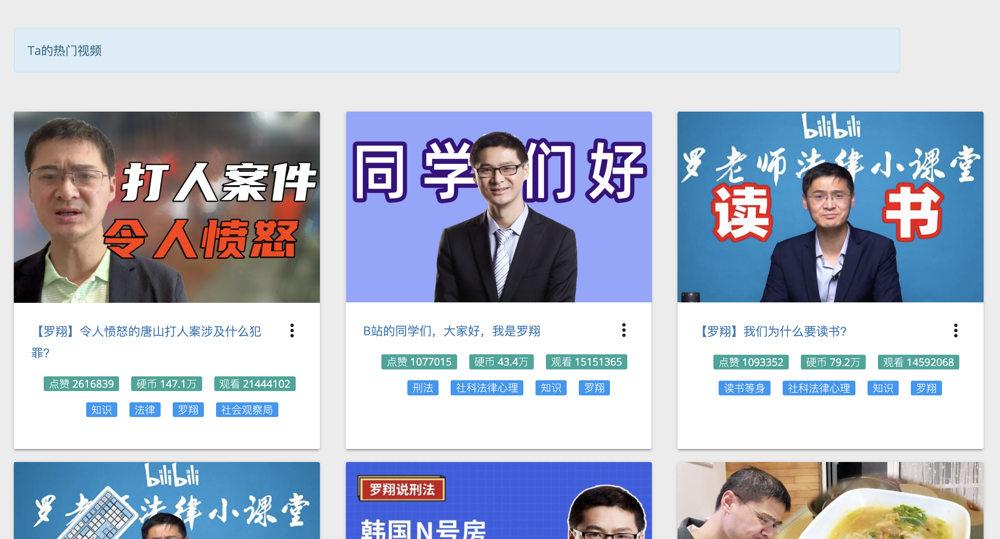 Ta的热门视频
打人案件
令人愤怒
同学们好
bilibili
罗老师法律小课堂
读书
【罗翔】令人愤怒的唐山打人案涉及什么犯
罪?
点赞 2616839 硬币 147.1万 观看 21444102
知识 法律 罗翔 社会观察局
B站的同学们，大家好，我是罗翔
点赞 1077015 硬币 43.4万 观看 15151365
刑法 社科法律心理 知识 罗翔
【罗翔】我们为什么要读书?
点赞 1093352 硬币 79.2万 观看 14592068
读书等身 社科法律心理 知识 罗翔
bilibili
罗老师法律小课堂
罗翔说刑法
韩国N号房